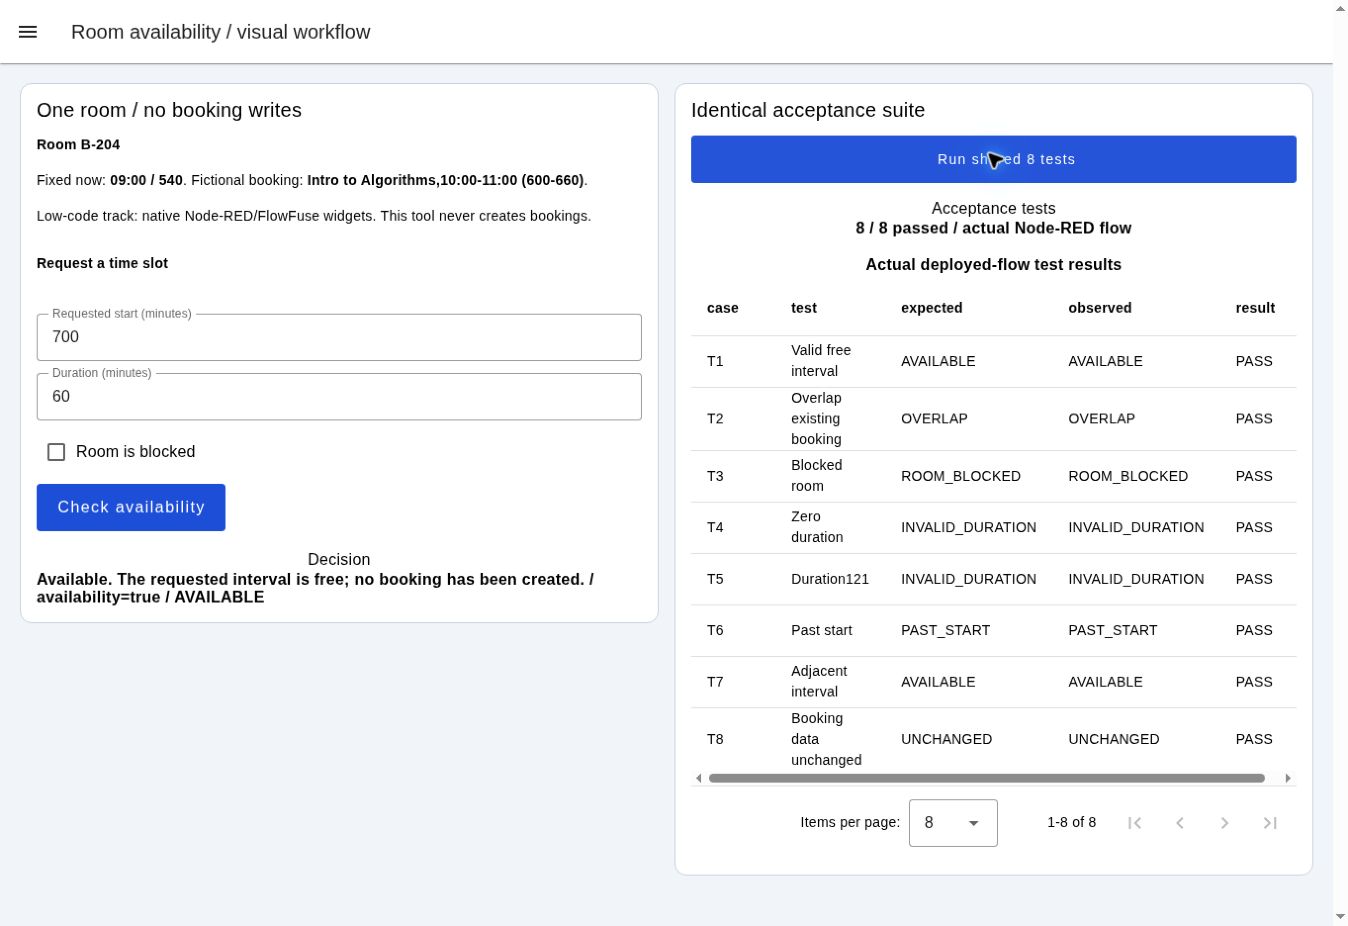 Room availability / visual workflow
One room / no booking writes
Room B-204
Fixed now: 09:00 / 540. Fictional booking: Intro to Algorithms,10:00-11:00 (600-660).
Low-code track: native Node-RED/FlowFuse widgets. This tool never creates bookings.
Request a time slot
Requested start (minutes)
700
Duration (minutes)
60
Room is blocked
Check availability
Decision
Available. The requested interval is free; no booking has been created. /
availability=true / AVAILABLE
Identical acceptance suite
Run 8 tests
Acceptance tests
8 / 8 passed / actual Node-RED flow
Actual deployed-flow test results
case test expected observed result
T1 Valid free interval AVAILABLE AVAILABLE PASS
T2 Overlap existing booking OVERLAP OVERLAP PASS
T3 Blocked room ROOM_BLOCKED ROOM_BLOCKED PASS
T4 Zero duration INVALID_DURATION INVALID_DURATION PASS
T5 Duration121 INVALID_DURATION INVALID_DURATION PASS
T6 Past start PAST_START PAST_START PASS
T7 Adjacent interval AVAILABLE AVAILABLE PASS
T8 Booking data unchanged UNCHANGED UNCHANGED PASS
Items per page: 8 1-8 of 8